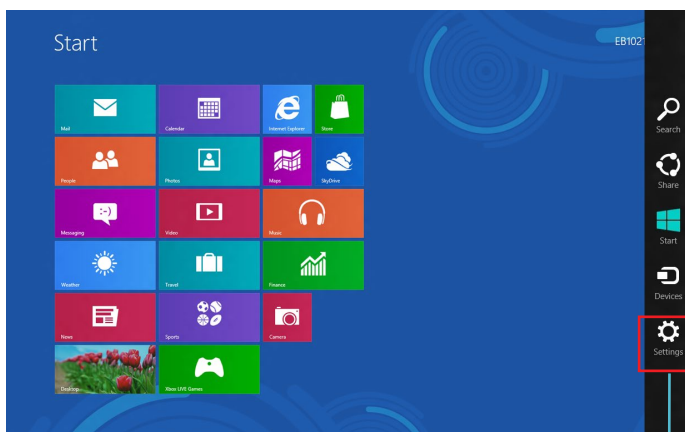 Start
EB1021
Mail
Calendar
Internet Explorer
Store
People
Photos
Maps
SkyDrive
Messaging
:-)
Video
Music
Weather
Travel
Finance
News
Sports
Camera
Desktop
Xbox LIVE Games
Search
Share
Start
Devices
Settings